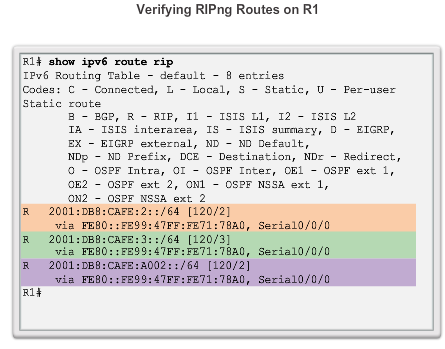 Verifying RIPng Routes on R1
R1# show ipv6 route rip
IPv6 Routing Table - default - 8 entries
Codes: C - Connected, L - Local, S - Static, U - Per-user
Static route
B - BGP, R - RIP, I1 - ISIS L1, I2 - ISIS L2
IA - ISIS interarea, IS - ISIS summary, D - EIGRP,
EX - EIGRP external, ND - ND Default,
NDp - ND Prefix, DCE - Destination, NDr - Redirect,
O - OSPF Intra, OI - OSPF Inter, OE1 - OSPF ext 1,
OE2 - OSPF ext 2, ON1 - OSPF NSSA ext 1,
ON2 - OSPF NSSA ext 2
R 2001:DB8:CAFE:2::/64 [120/2]
via FE80::FE99:47FF:FE71:78A0, Serial0/0/0
R 2001:DB8:CAFE:3::/64 [120/3]
via FE80::FE99:47FF:FE71:78A0, Serial0/0/0
R 2001:DB8:CAFE:A002::/64 [120/2]
via FE80::FE99:47FF:FE71:78A0, Serial0/0/0
R1#